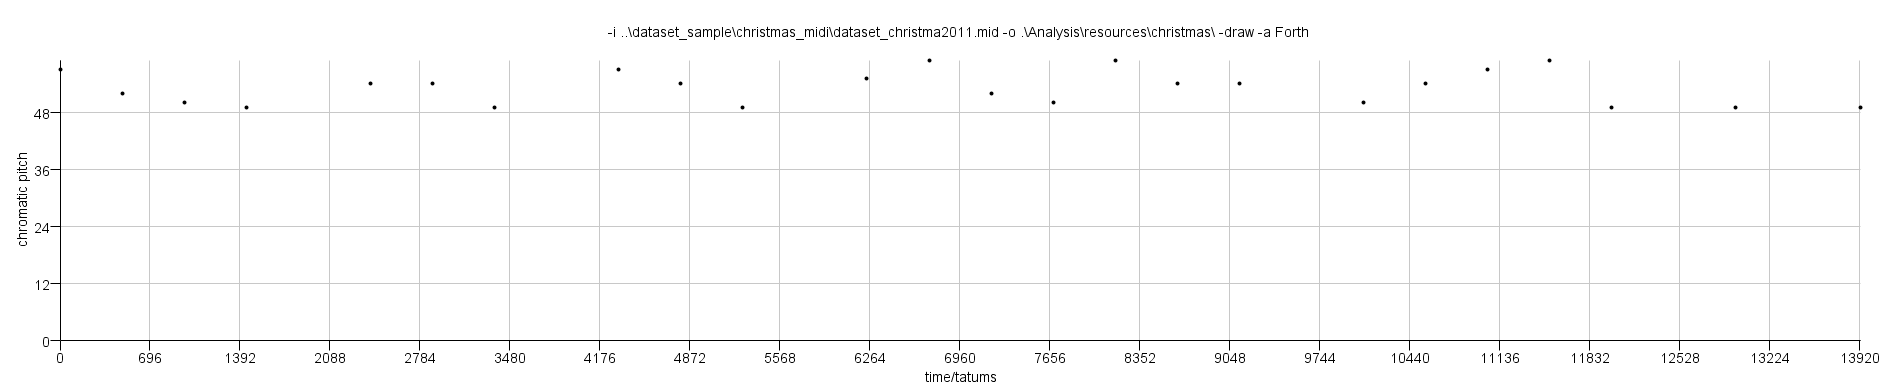 -i ..\dataset_sample\christmas_midi\dataset_christma2011.mid -o .\Analysis\resources\christmas\ -draw -a Forth
chromatic pitch
48
36
24
12
0
0 696 1392 2088 2784 3480 4176 4872 5568 6264 6960 7656 8352 9048 9744 10440 11136 11832 12528 13224 13920
time/tatums